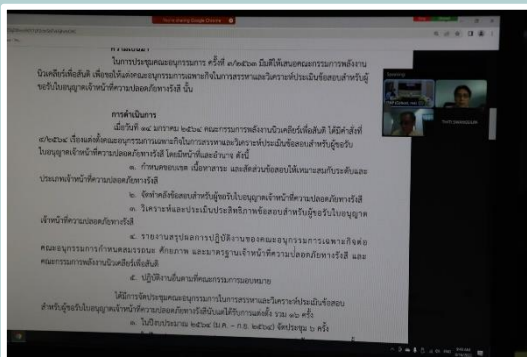 ความเป็นมา
ในการประชุมคณะอนุกรรมการ ครั้งที่ ๓/๒๕๖๓ มีมติให้เสนอคณะกรรมการพลังงาน
นิวเคลียร์เพื่อสันติ เพื่อขอให้แต่งตั้งคณะอนุกรรมการเฉพาะกิจในการสรรหาและวิเคราะห์ประเมินข้อสอบสำหรับผู้
ขอรับใบอนุญาตเจ้าหน้าที่ความปลอดภัยทางรังสี นั้น
การดำเนินการ
เมื่อวันที่ ๑๔ มกราคม ๒๕๖๔ คณะกรรมการพลังงานนิวเคลียร์เพื่อสันติ ได้มีคำสั่งที่
๔/๒๕๖๔ เรื่องแต่งตั้งคณะอนุกรรมการเฉพาะกิจในการสรรหาและวิเคราะห์ประเมินข้อสอบสำหรับผู้ขอรับ
ใบอนุญาตเจ้าหน้าที่ความปลอดภัยทางรังสี โดยมีหน้าที่และอำนาจ ดังนี้
๑. กำหนดขอบเขต เนื้อหาสาระ และสัดส่วนข้อสอบให้เหมาะสมกับระดับและ
ประเภทเจ้าหน้าที่ความปลอดภัยทางรังสี
๒. จัดทำคลังข้อสอบสำหรับผู้ขอรับใบอนุญาตเจ้าหน้าที่ความปลอดภัยทางรังสี
๓. วิเคราะห์และประเมินประสิทธิภาพข้อสอบสำหรับผู้ขอรับใบอนุญาต
เจ้าหน้าที่ความปลอดภัยทางรังสี
๔. รายงานสรุปผลการปฏิบัติงานของคณะอนุกรรมการเฉพาะกิจต่อ
คณะอนุกรรมการกำหนดสมรรถนะ ศักยภาพ และมาตรฐานเจ้าหน้าที่ความปลอดภัยทางรังสี และ
คณะกรรมการพลังงานนิวเคลียร์เพื่อสันติ
๕. ปฏิบัติงานอื่นตามที่คณะกรรมการมอบหมาย
ได้มีการจัดประชุมคณะอนุกรรมการในการสรรหาและวิเคราะห์ประเมินข้อสอบ
สำหรับผู้ขอรับใบอนุญาตเจ้าหน้าที่ความปลอดภัยทางรังสีนับแต่ได้รับการแต่งตั้ง รวม ๑๖ ครั้ง
๑. ในปีงบประมาณ ๒๕๖๔ (ม.ค. – ก.ย. ๒๕๖๔) จัดประชุม ๖ ครั้ง